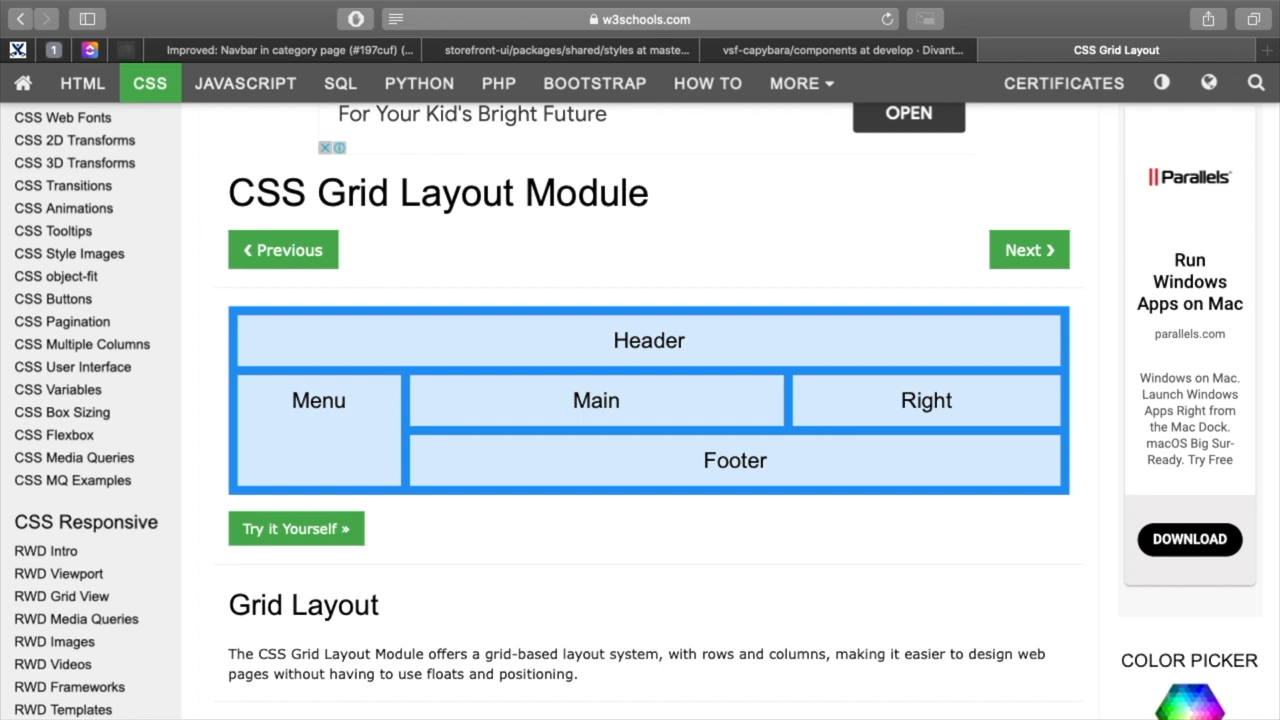 w3schools.com
1
Improved: Navbar in category page (#197cuf) (...
storefront-ui/packages/shared/styles at maste...
vsf-capybara/components at develop · Divant...
CSS Grid Layout
HTML
CSS
JAVASCRIPT
SQL
PYTHON
PHP
BOOTSTRAP
HOW TO
MORE
CERTIFICATES
CSS Web Fonts
CSS 2D Transforms
CSS 3D Transforms
CSS Transitions
CSS Animations
CSS Tooltips
CSS Style Images
CSS object-fit
CSS Buttons
CSS Pagination
CSS Multiple Columns
CSS User Interface
CSS Variables
CSS Box Sizing
CSS Flexbox
CSS Media Queries
CSS MQ Examples
CSS Responsive
RWD Intro
RWD Viewport
RWD Grid View
RWD Media Queries
RWD Images
RWD Videos
RWD Frameworks
RWD Templates
For Your Kid's Bright Future
OPEN
CSS Grid Layout Module
❮ Previous
Next ❯
Header
Menu
Main
Right
Footer
Try it Yourself »
Grid Layout
The CSS Grid Layout Module offers a grid-based layout system, with rows and columns, making it easier to design web
pages without having to use floats and positioning.
Parallels
Run
Windows
Apps on Mac
parallels.com
Windows on Mac.
Launch Windows
Apps Right from
the Mac Dock.
macOS Big Sur-
Ready. Try Free
DOWNLOAD
COLOR PICKER